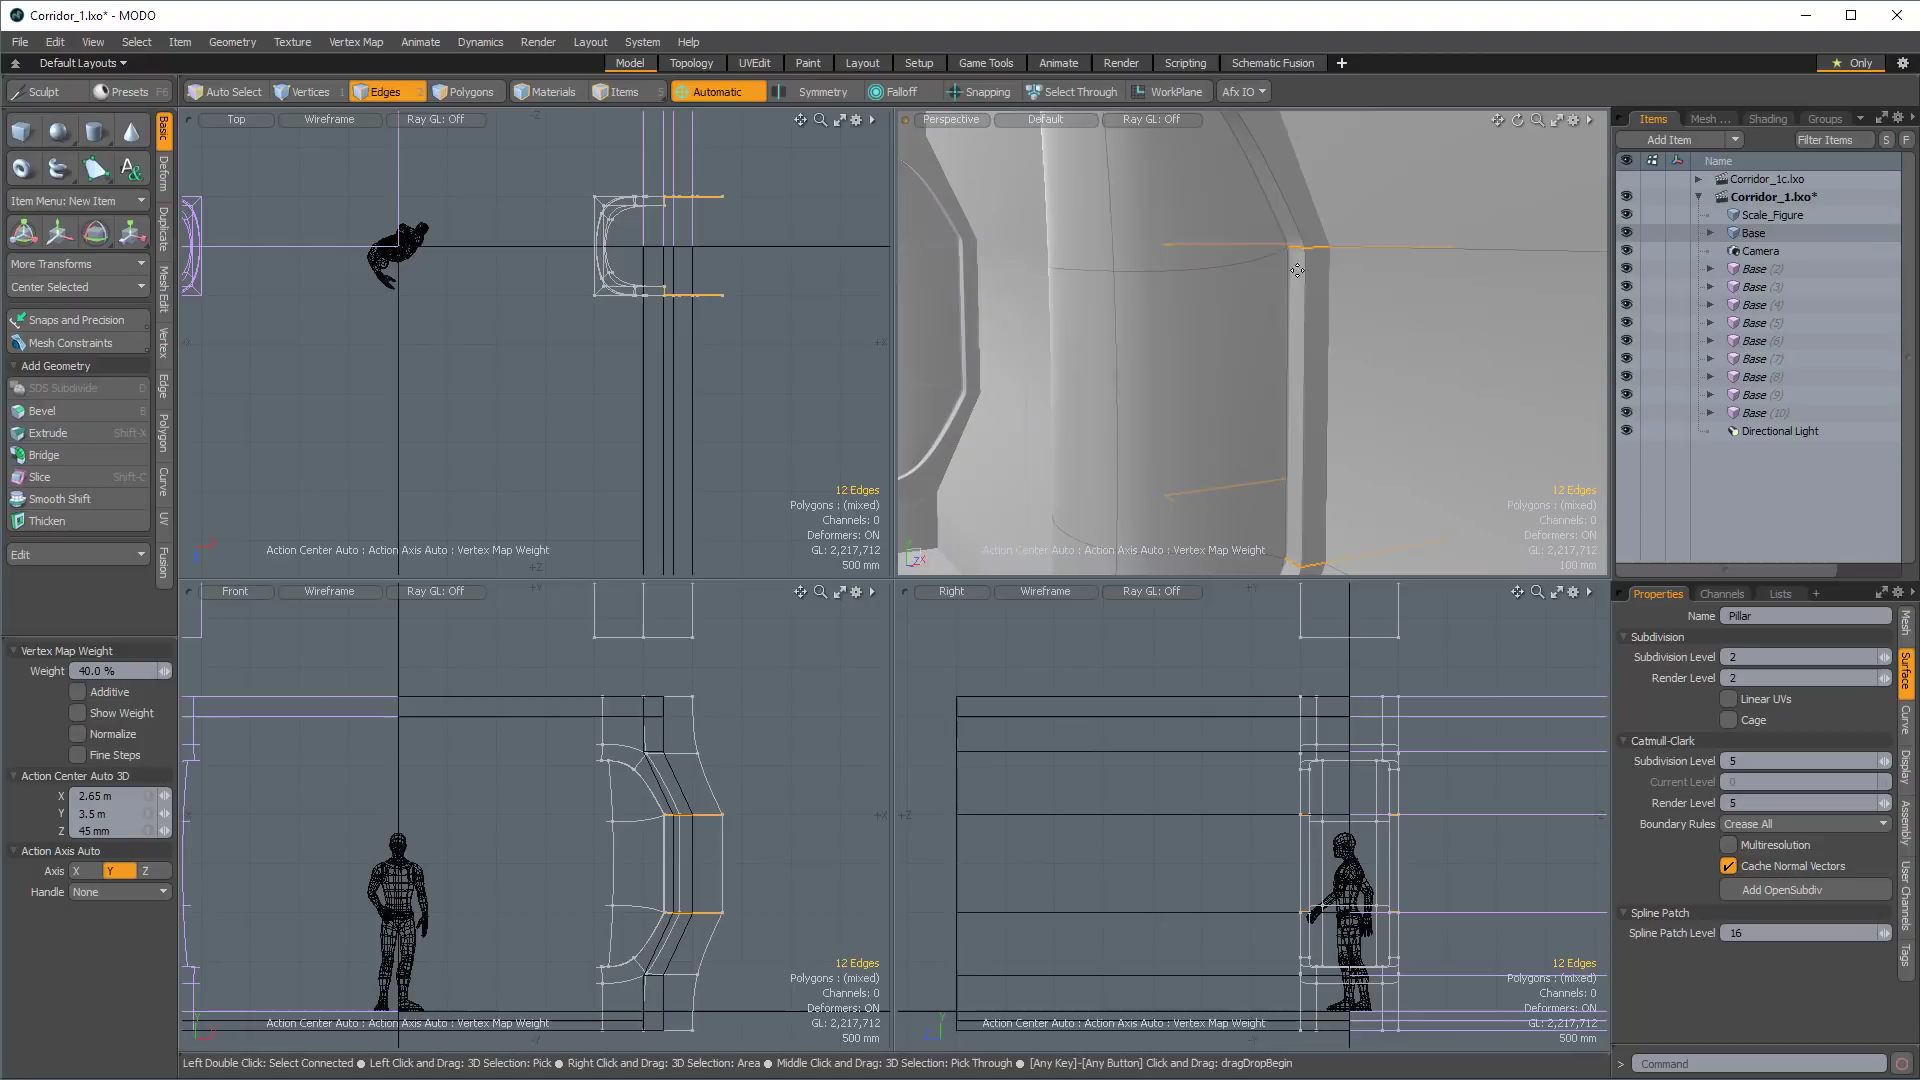 Corridor_1.lxo* - MODO
File Edit View Select Item Geometry Texture Vertex Map Animate Dynamics Render Layout System Help
Default Layouts Model Topology UVEdit Paint Layout Setup Game Tools Animate Render Scripting Schematic Fusion + Only
Sculpt Presets F6 Auto Select Vertices 1 Edges 2 Polygons Materials Items 5 Automatic Symmetry Falloff Snapping Select Through WorkPlane Afx IO
Top Wireframe Ray GL: Off
Perspective Default Ray GL: Off
Items Mesh ... Shading Groups
Add Item Filter Items S F
Name
Corridor_1c.lxo
Corridor_1.lxo*
Scale_Figure
Base
Camera
Base (2)
Base (3)
Base (4)
Base (5)
Base (6)
Base (7)
Base (8)
Base (9)
Base (10)
Directional Light
Basic
Deform
Duplicate
Mesh Edit
Vertex
Edge
Polygon
Curve
UV
Fusion
Item Menu: New Item
More Transforms
Center Selected
Snaps and Precision
Mesh Constraints
Add Geometry
SDS Subdivide D
Bevel B
Extrude Shift-X
Bridge
Slice Shift-C
Smooth Shift
Thicken
Edit
12 Edges
Polygons : (mixed)
Channels: 0
Deformers: ON
GL: 2,217,712
500 mm
Action Center Auto : Action Axis Auto : Vertex Map Weight
12 Edges
Polygons : (mixed)
Channels: 0
Deformers: ON
GL: 2,217,712
100 mm
Action Center Auto : Action Axis Auto : Vertex Map Weight
Front Wireframe Ray GL: Off
Right Wireframe Ray GL: Off
Vertex Map Weight
Weight 40.0 %
Additive
Show Weight
Normalize
Fine Steps
Action Center Auto 3D
X 2.65 m
Y 3.5 m
Z 45 mm
Action Axis Auto
Axis X Y Z
Handle None
12 Edges
Polygons : (mixed)
Channels: 0
Deformers: ON
GL: 2,217,712
500 mm
Action Center Auto : Action Axis Auto : Vertex Map Weight
12 Edges
Polygons : (mixed)
Channels: 0
Deformers: ON
GL: 2,217,712
500 mm
Action Center Auto : Action Axis Auto : Vertex Map Weight
Properties Channels Lists +
Name Pillar
Subdivision
Subdivision Level 2
Render Level 2
Linear UVs
Cage
Catmull-Clark
Subdivision Level 5
Current Level 0
Render Level 5
Boundary Rules Crease All
Multiresolution
Cache Normal Vectors
Add OpenSubdiv
Spline Patch
Spline Patch Level 16
Mesh
Surface
Curve
Display
Assembly
User Channels
Tags
Left Double Click: Select Connected ● Left Click and Drag: 3D Selection: Pick ● Right Click and Drag: 3D Selection: Area ● Middle Click and Drag: 3D Selection: Pick Through ● [Any Key]-[Any Button] Click and Drag: dragDropBegin
> Command